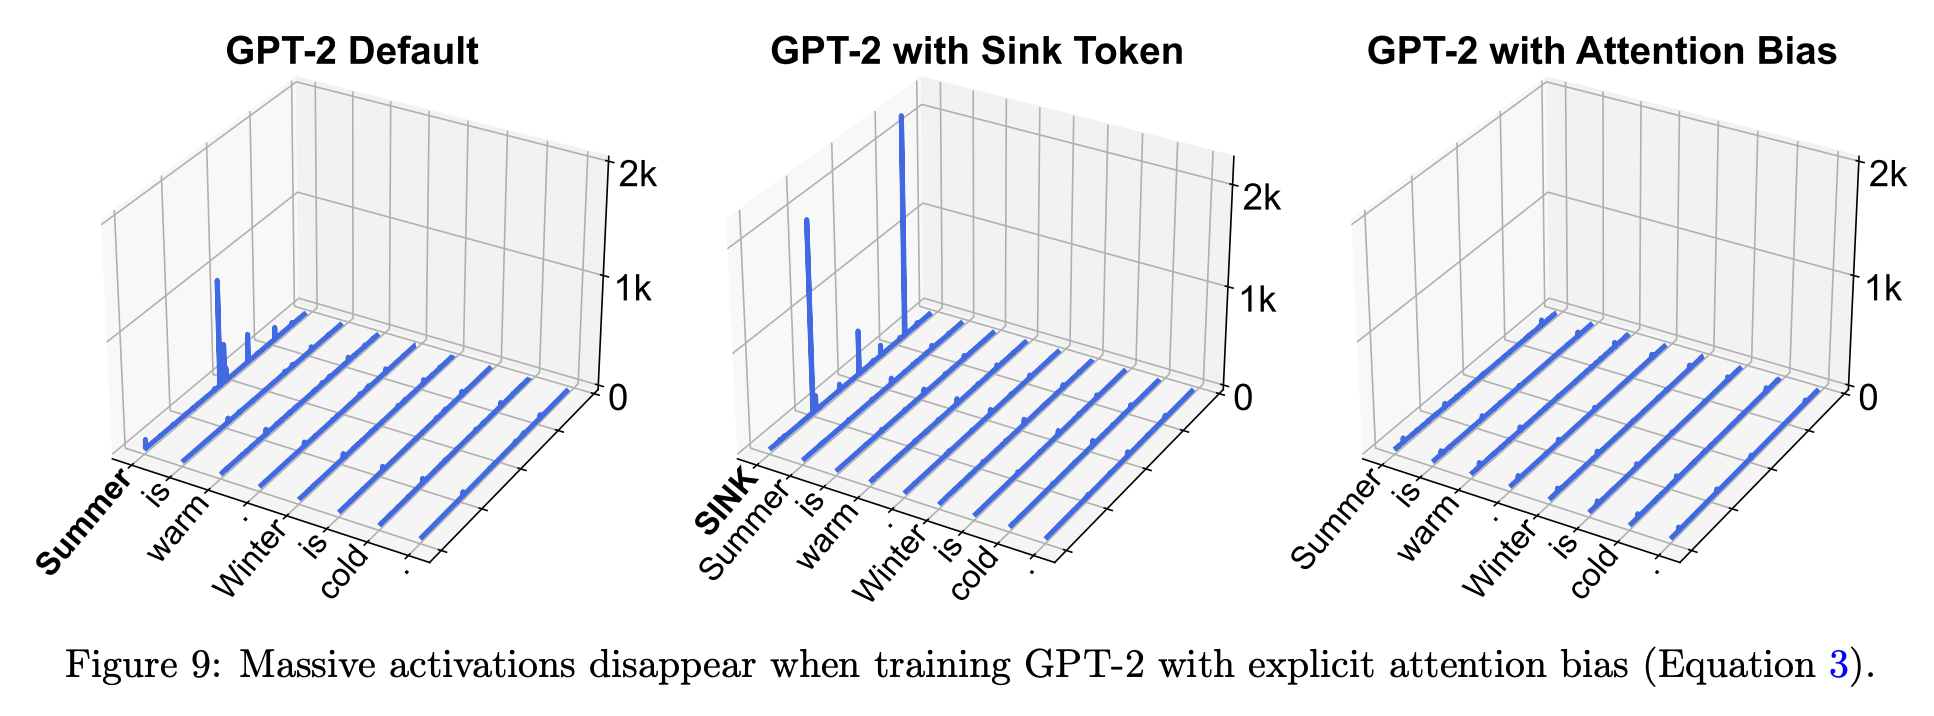 GPT-2 Default
2k
1k
0
Summer
is
warm
.
Winter
is
cold
.
GPT-2 with Sink Token
2k
1k
0
SINK
Summer
is
warm
.
Winter
is
cold
.
GPT-2 with Attention Bias
2k
1k
0
Summer
is
warm
.
Winter
is
cold
.
Figure 9: Massive activations disappear when training GPT-2 with explicit attention bias (Equation 3).